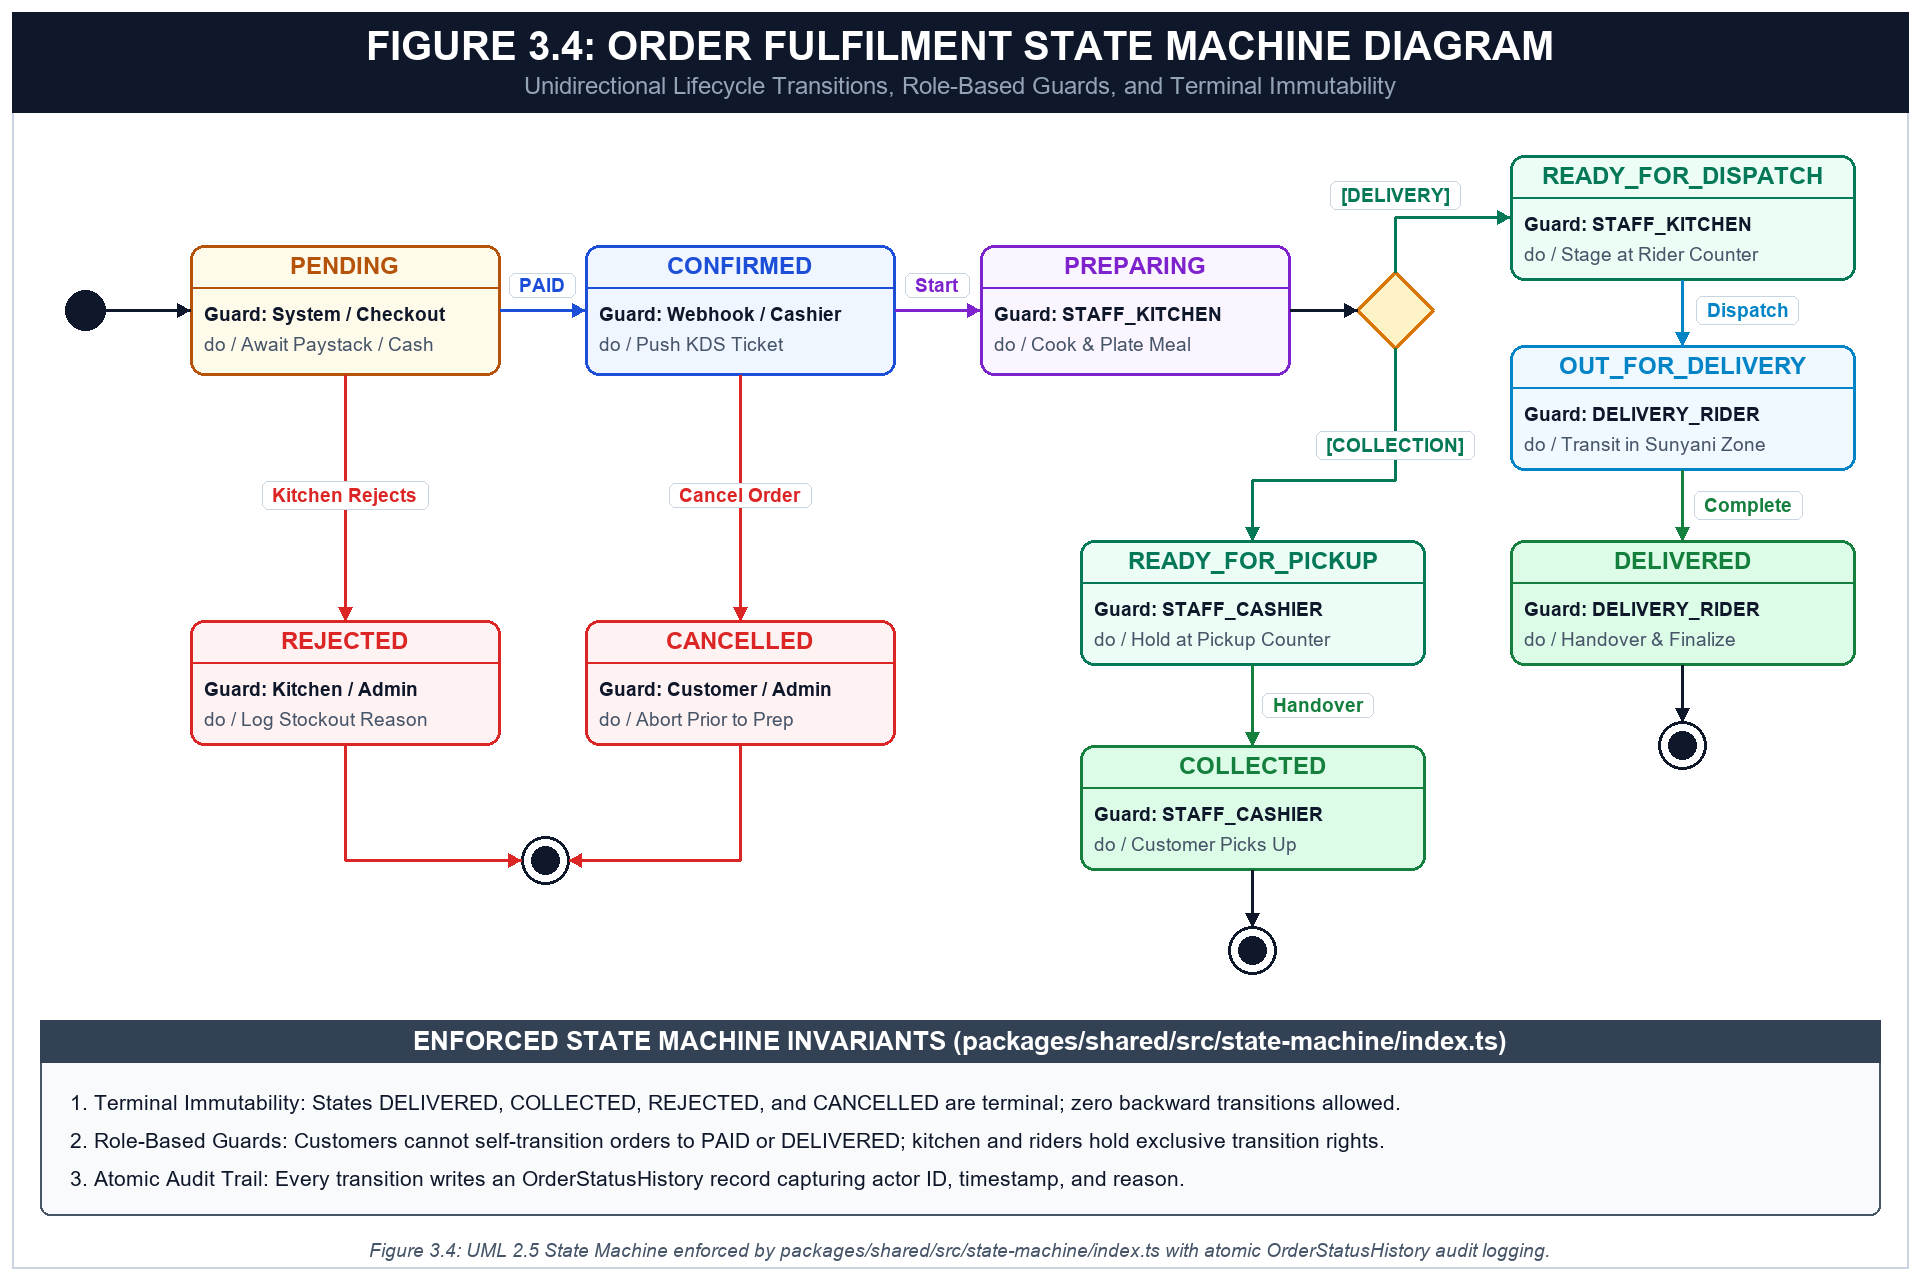 FIGURE 3.4: ORDER FULFILMENT STATE MACHINE DIAGRAM
Unidirectional Lifecycle Transitions, Role-Based Guards, and Terminal Immutability
PENDING
Guard: System / Checkout
do / Await Paystack / Cash
PAID
CONFIRMED
Guard: Webhook / Cashier
do / Push KDS Ticket
Start
PREPARING
Guard: STAFF_KITCHEN
do / Cook & Plate Meal
[DELIVERY]
READY_FOR_DISPATCH
Guard: STAFF_KITCHEN
do / Stage at Rider Counter
Dispatch
OUT_FOR_DELIVERY
Guard: DELIVERY_RIDER
do / Transit in Sunyani Zone
Complete
DELIVERED
Guard: DELIVERY_RIDER
do / Handover & Finalize
[COLLECTION]
READY_FOR_PICKUP
Guard: STAFF_CASHIER
do / Hold at Pickup Counter
Handover
COLLECTED
Guard: STAFF_CASHIER
do / Customer Picks Up
Kitchen Rejects
REJECTED
Guard: Kitchen / Admin
do / Log Stockout Reason
Cancel Order
CANCELLED
Guard: Customer / Admin
do / Abort Prior to Prep
ENFORCED STATE MACHINE INVARIANTS (packages/shared/src/state-machine/index.ts)
1. Terminal Immutability: States DELIVERED, COLLECTED, REJECTED, and CANCELLED are terminal; zero backward transitions allowed.
2. Role-Based Guards: Customers cannot self-transition orders to PAID or DELIVERED; kitchen and riders hold exclusive transition rights.
3. Atomic Audit Trail: Every transition writes an OrderStatusHistory record capturing actor ID, timestamp, and reason.
Figure 3.4: UML 2.5 State Machine enforced by packages/shared/src/state-machine/index.ts with atomic OrderStatusHistory audit logging.